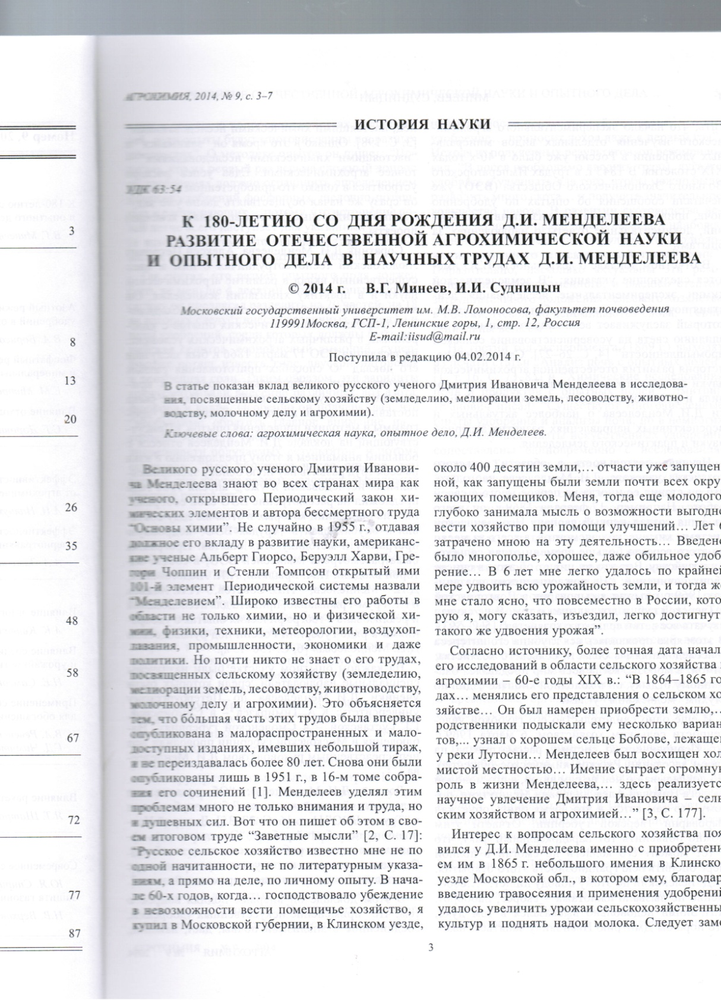 АГРОХИМИЯ, 2014, № 9, с. 3–7
ИСТОРИЯ НАУКИ
УДК 63:54
К 180-ЛЕТИЮ СО ДНЯ РОЖДЕНИЯ Д.И. МЕНДЕЛЕЕВА
РАЗВИТИЕ ОТЕЧЕСТВЕННОЙ АГРОХИМИЧЕСКОЙ НАУКИ
И ОПЫТНОГО ДЕЛА В НАУЧНЫХ ТРУДАХ Д.И. МЕНДЕЛЕЕВА
© 2014 г. В.Г. Минеев, И.И. Судницын
Московский государственный университет им. М.В. Ломоносова, факультет почвоведения
119991Москва, ГСП-1, Ленинские горы, 1, стр. 12, Россия
E-mail:iisud@mail.ru
Поступила в редакцию 04.02.2014 г.
В статье показан вклад великого русского ученого Дмитрия Ивановича Менделеева в исследова-
ния, посвященные сельскому хозяйству (земледелию, мелиорации земель, лесоводству, животно-
водству, молочному делу и агрохимии).
Ключевые слова: агрохимическая наука, опытное дело, Д.И. Менделеев.
Великого русского ученого Дмитрия Иванови-
ча Менделеева знают во всех странах мира как
ученого, открывшего Периодический закон хи-
мических элементов и автора бессмертного труда
“Основы химии”. Не случайно в 1955 г., отдавая
должное его вкладу в развитие науки, американс-
кие ученые Альберт Гиорсо, Беруэлл Харви, Гре-
гори Чоппин и Стенли Томпсон открытый ими
101-й элемент Периодической системы назвали
“Менделевием”. Широко известны его работы в
области не только химии, но и физической хи-
мии, физики, техники, метеорологии, воздухоп-
лавания, промышленности, экономики и даже
политики. Но почти никто не знает о его трудах,
посвященных сельскому хозяйству (земледелию,
мелиорации земель, лесоводству, животноводству,
молочному делу и агрохимии). Это объясняется
тем, что бо́льшая часть этих трудов была впервые
опубликована в малораспространенных и мало-
доступных изданиях, имевших небольшой тираж,
и не переиздавалась более 80 лет. Снова они были
опубликованы лишь в 1951 г., в 16-м томе собра-
ния его сочинений [1]. Менделеев уделял этим
проблемам много не только внимания и труда, но
и душевных сил. Вот что он пишет об этом в сво-
ем итоговом труде “Заветные мысли” [2, С. 17]:
“Русское сельское хозяйство известно мне не по
одной начитанности, не по литературным указа-
ниям, а прямо на деле, по личному опыту. В нача-
ле 60-х годов, когда… господствовало убеждение
в невозможности вести помещичье хозяйство, я
купил в Московской губернии, в Клинском уезде,
около 400 десятин земли,… отчасти уже запущен
ной, как запущены были земли почти всех окру
жающих помещиков. Меня, тогда еще молодого,
глубоко занимала мысль о возможности выгодно
вести хозяйство при помощи улучшений… Лет 6
затрачено мною на эту деятельность… Введено
было многополье, хорошее, даже обильное удоб
рение… В 6 лет мне легко удалось по крайней
мере удвоить всю урожайность земли, и тогда же
мне стало ясно, что повсеместно в России, кото
рую я, могу сказать, изъездил, легко достигнуть
такого же удвоения урожаев”.
Согласно источнику, более точная дата начала
его исследований в области сельского хозяйства
агрохимии – 60-е годы XIX в.: “В 1864–1865 го
дах… менялись его представления о сельском хо
зяйстве… Он был намерен приобрести землю,…
родственники подыскали ему несколько вариан
тов,… узнал о хорошем сельце Боблове, лежащем
у реки Лутосни… Менделеев был восхищен хол
мистой местностью… Имение сыграет огромную
роль в жизни Менделеева,… здесь реализуетс
научное увлечение Дмитрия Ивановича – сель
ским хозяйством и агрохимией…” [3, С. 177].
Интерес к вопросам сельского хозяйства поя
вился у Д.И. Менделеева именно с приобретени
ем им в 1865 г. небольшого имения в Клинско
уезде Московской обл., в котором ему, благодар
введению травосеяния и применения удобрений
удалось увеличить урожаи сельскохозяйственны
культур и поднять надои молока. Следует заме
3
3
8
13
20
26
35
48
58
67
72
77
87